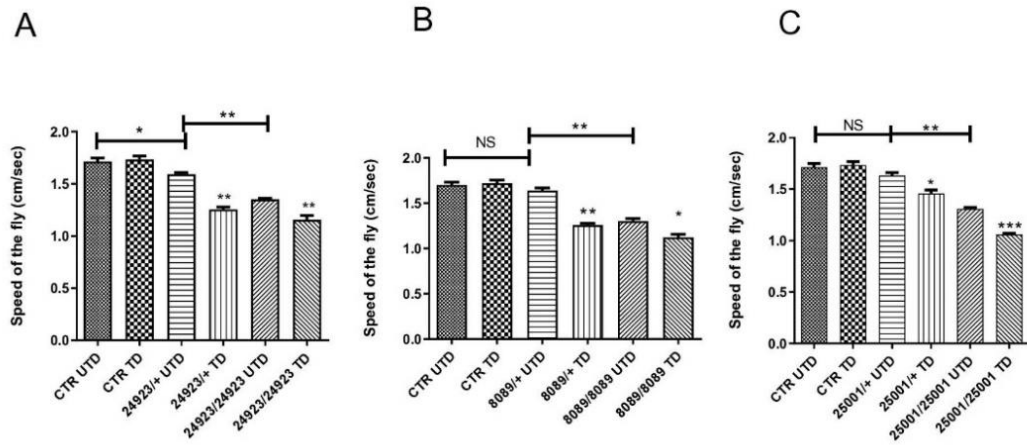 A
B
C
Speed of the fly (cm/sec)
2.0
1.5
1.0
0.5
0.0
*
**
**
**
CTR UTD
CTR TD
24923/+ UTD
24923/+ TD
24923/24923 UTD
24923/24923 TD
Speed of the fly (cm/sec)
2.0
1.5
1.0
0.5
0.0
NS
**
**
*
CTR UTD
CTR TD
8089/+ UTD
8089/+ TD
8089/8089 UTD
8089/8089 TD
Speed of the fly (cm/sec)
2.0
1.5
1.0
0.5
0.0
NS
**
*
***
CTR UTD
CTR TD
25001/+ UTD
25001/+ TD
25001/25001 UTD
25001/25001 TD